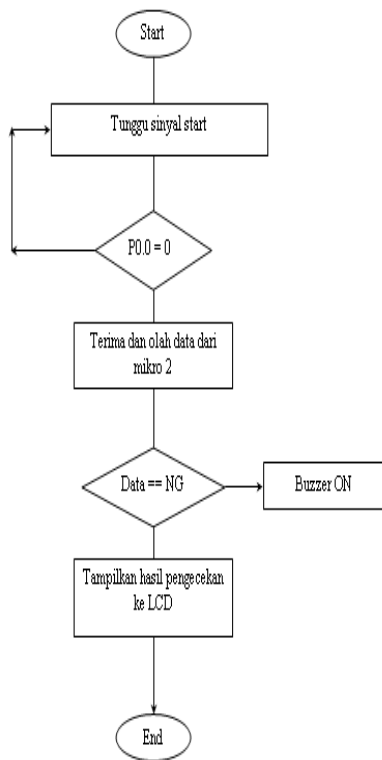 Start
Tunggu sinyal start
P0.0 = 0
Terima dan olah data dari
mikro 2
Data == NG
Buzzer ON
Tampilkan hasil pengecekan
ke LCD
End